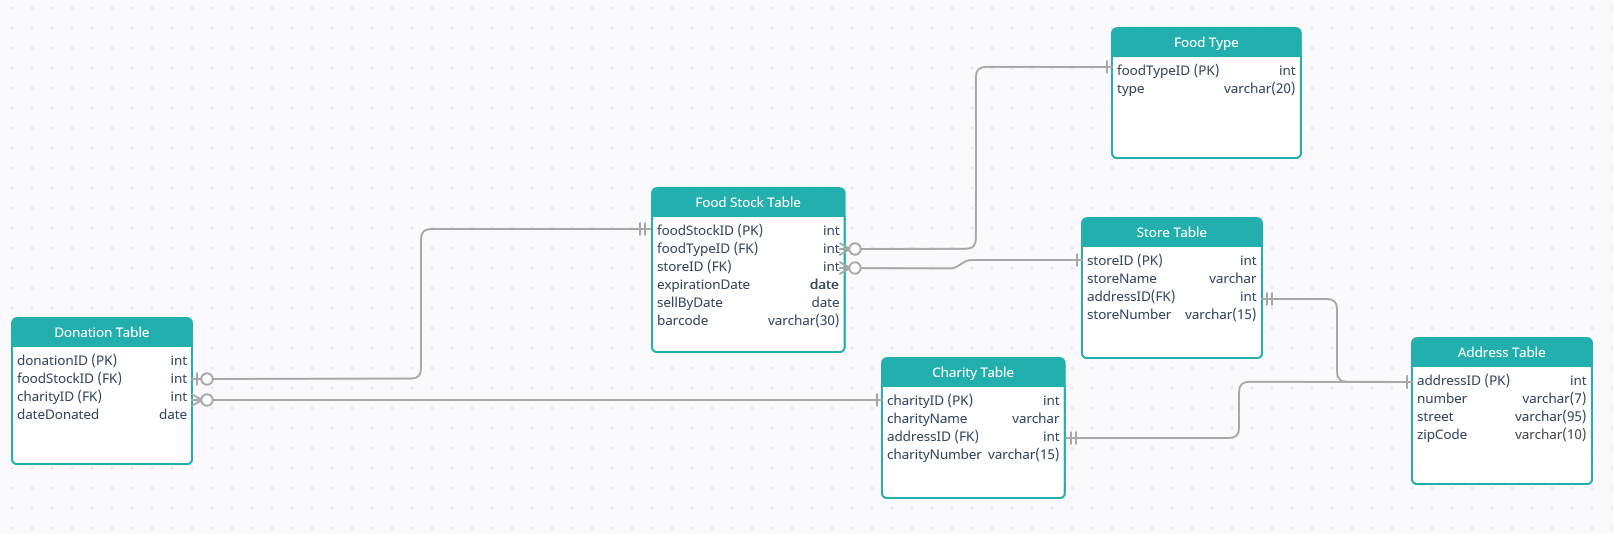 Food Type
foodTypeID (PK) int
type varchar(20)
Food Stock Table
foodStockID (PK) int
foodTypeID (FK) int
storeID (FK) int
expirationDate date
sellByDate date
barcode varchar(30)
Store Table
storeID (PK) int
storeName varchar
addressID(FK) int
storeNumber varchar(15)
Donation Table
donationID (PK) int
foodStockID (FK) int
charityID (FK) int
dateDonated date
Charity Table
charityID (PK) int
charityName varchar
addressID (FK) int
charityNumber varchar(15)
Address Table
addressID (PK) int
number varchar(7)
street varchar(95)
zipCode varchar(10)